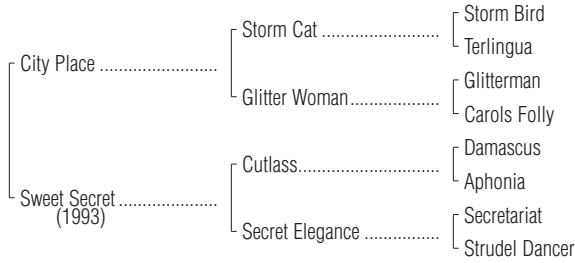 Storm Bird
Storm Cat ........................
Terlingua
City Place ........................
Glitterman
Glitter Woman..................
Carols Folly
Damascus
Cutlass.............................
Aphonia
Sweet Secret ....................
(1993)
Secretariat
Secret Elegance ...............
Strudel Dancer